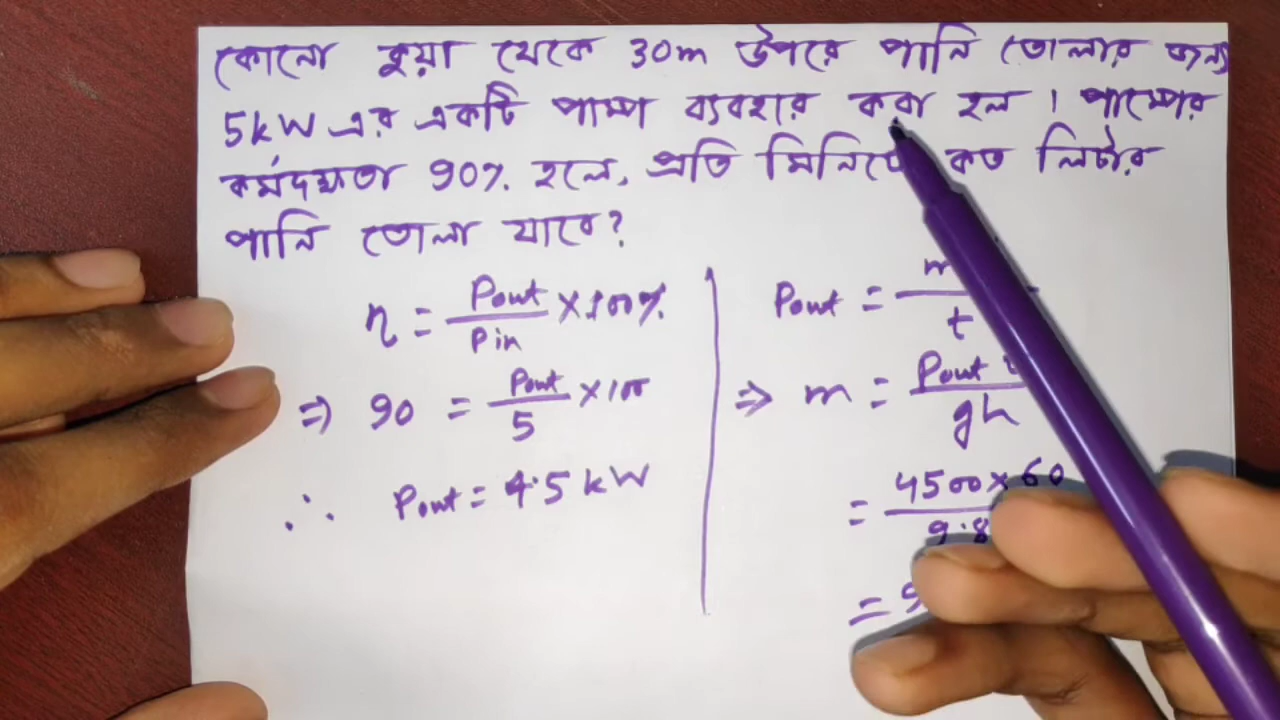 কোনো কুয়া থেকে 30m উপরে পানি তোলার জন্য
5kW এর একটি পাম্প ব্যবহার করা হল । পাম্পের
কর্মদক্ষতা 90% হলে, প্রতি মিনিটে কত লিটার
পানি তোলা যাবে?
η = Pout / Pin × 100%
⇒ 90 = Pout / 5 × 100
∴ Pout = 4.5 kW
Pout = / t
⇒ m = Pout / gh
= 4500 × 60 / 9.8
= 9